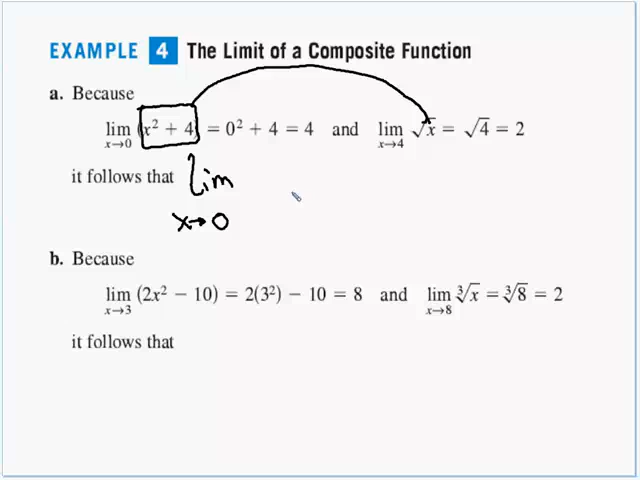 EXAMPLE 4 The Limit of a Composite Function
a. Because
lim x→0 (x² + 4) = 0² + 4 = 4 and lim x→4 √x = √4 = 2
it follows that lim
x→0
b. Because
lim x→3 (2x² − 10) = 2(3²) − 10 = 8 and lim x→8 ∛x = ∛8 = 2
it follows that